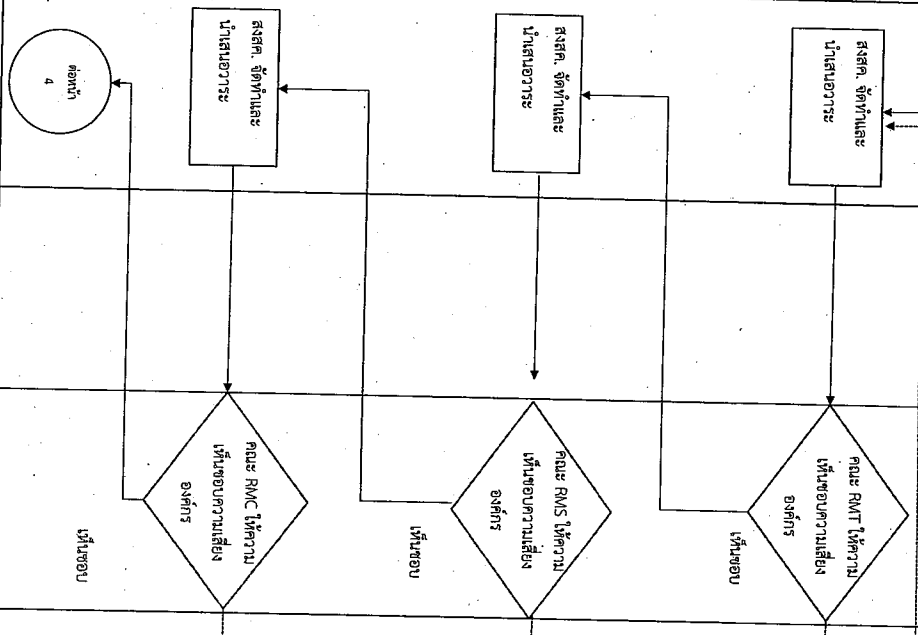 สงสค. จัดทำและ
นำเสนอวาระ
คณะ RMT ให้ความ
เห็นชอบความเสี่ยง
องค์กร
เห็นชอบ
สงสค. จัดทำและ
นำเสนอวาระ
คณะ RMS ให้ความ
เห็นชอบความเสี่ยง
องค์กร
เห็นชอบ
สงสค. จัดทำและ
นำเสนอวาระ
คณะ RMC ให้ความ
เห็นชอบความเสี่ยง
องค์กร
เห็นชอบ
ต่อหน้า
4